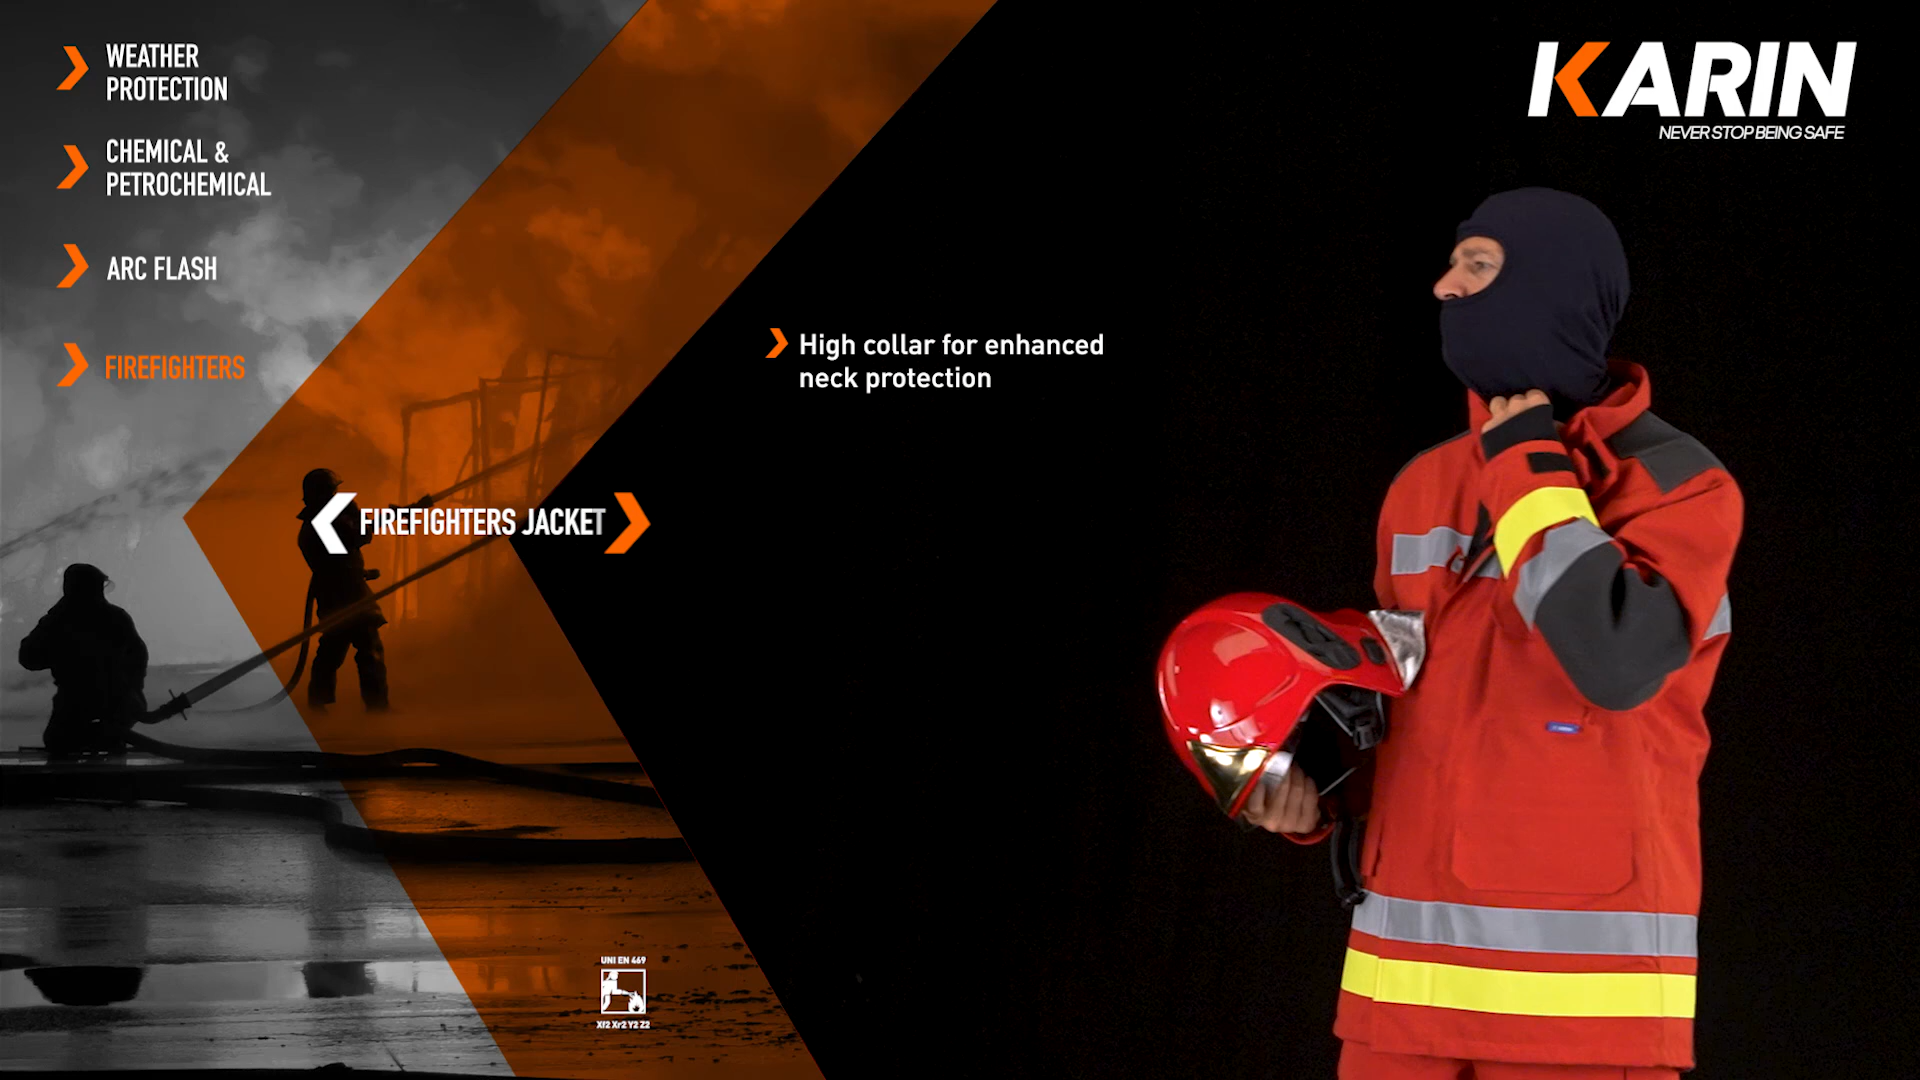 WEATHER
PROTECTION
CHEMICAL &
PETROCHEMICAL
ARC FLASH
FIREFIGHTERS
KARIN
NEVER STOP BEING SAFE
High collar for enhanced
neck protection
FIREFIGHTERS JACKET
UNI EN 469
Xf2 Xr2 Y2 Z2